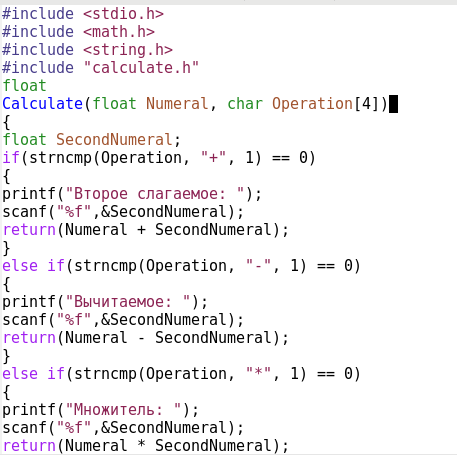 #include <stdio.h>
#include <math.h>
#include <string.h>
#include "calculate.h"
float
Calculate(float Numeral, char Operation[4])
{
float SecondNumeral;
if(strncmp(Operation, "+", 1) == 0)
{
printf("Второе слагаемое: ");
scanf("%f",&SecondNumeral);
return(Numeral + SecondNumeral);
}
else if(strncmp(Operation, "-", 1) == 0)
{
printf("Вычитаемое: ");
scanf("%f",&SecondNumeral);
return(Numeral - SecondNumeral);
}
else if(strncmp(Operation, "*", 1) == 0)
{
printf("Множитель: ");
scanf("%f",&SecondNumeral);
return(Numeral * SecondNumeral);